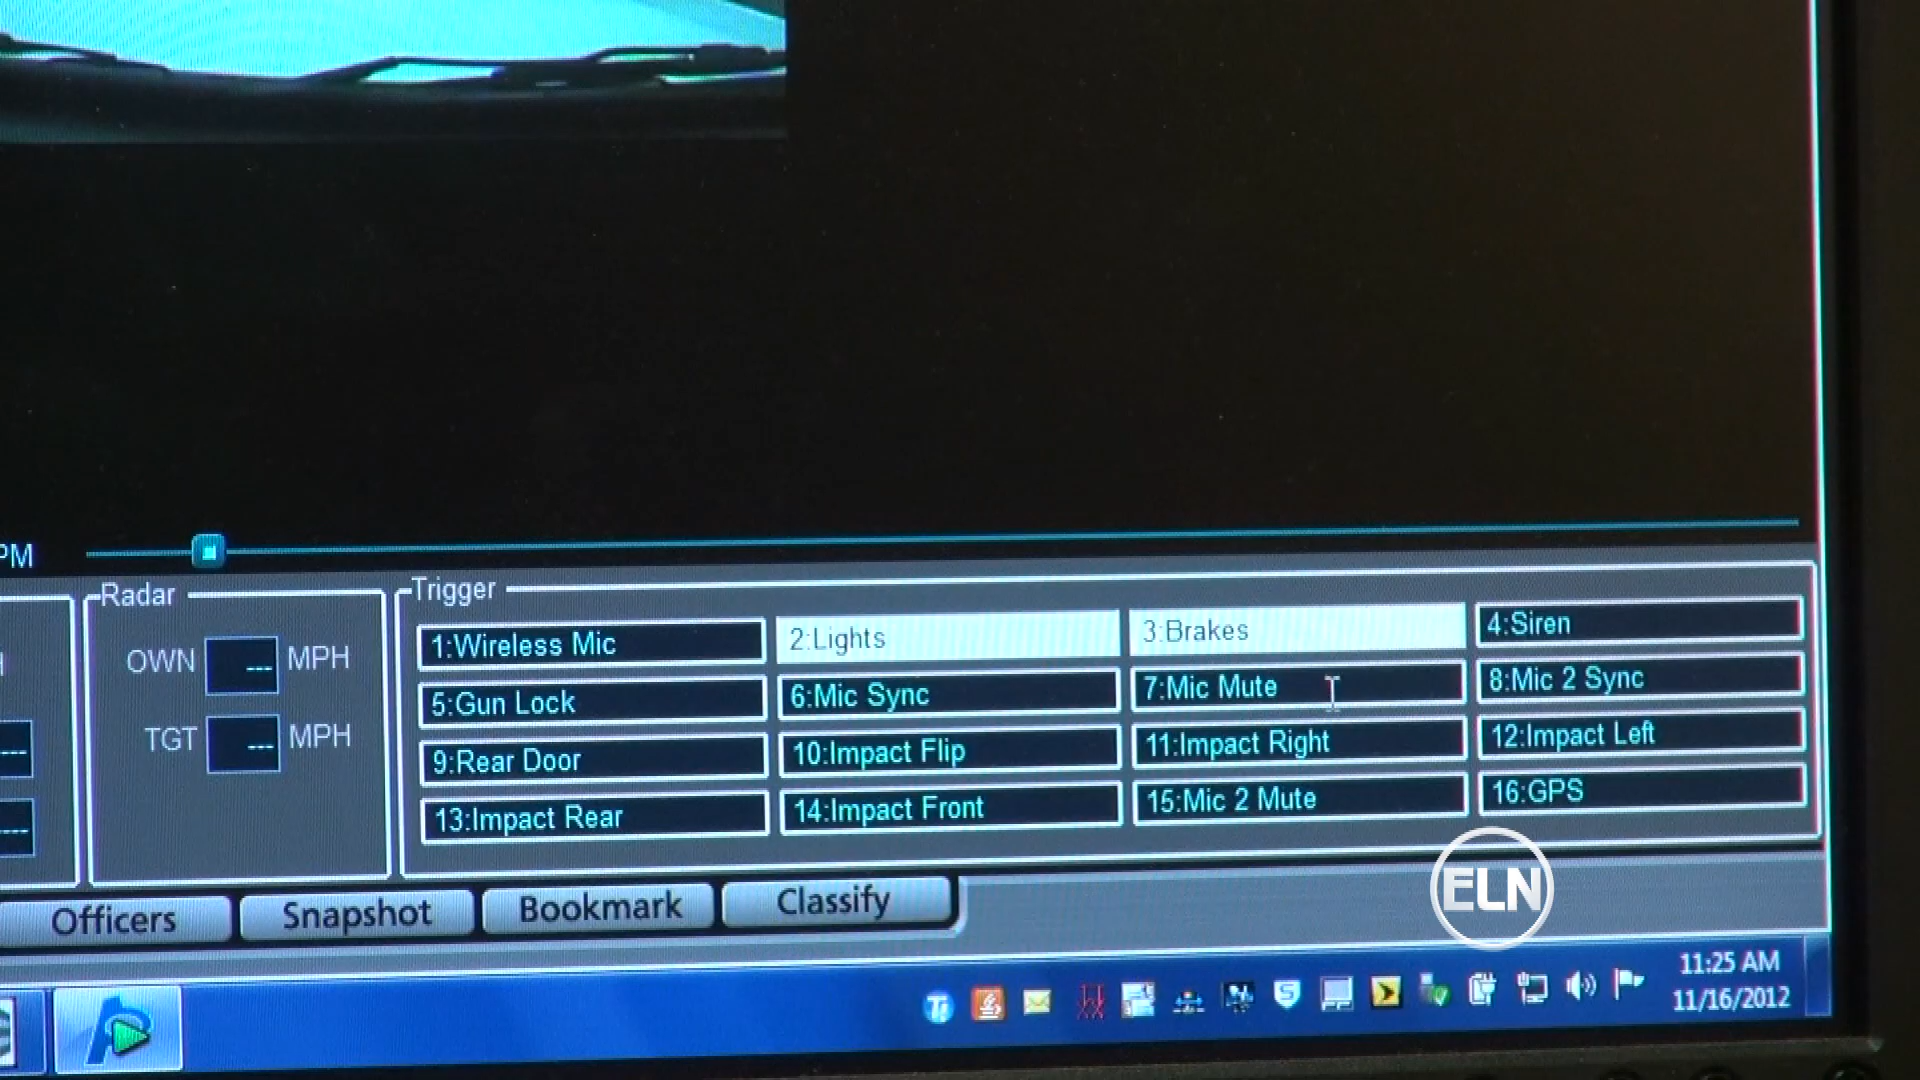 PM
Radar
OWN --- MPH
TGT --- MPH
Trigger
1:Wireless Mic
2:Lights
3:Brakes
4:Siren
5:Gun Lock
6:Mic Sync
7:Mic Mute
8:Mic 2 Sync
9:Rear Door
10:Impact Flip
11:Impact Right
12:Impact Left
13:Impact Rear
14:Impact Front
15:Mic 2 Mute
16:GPS
Officers
Snapshot
Bookmark
Classify
ELN
11:25 AM
11/16/2012